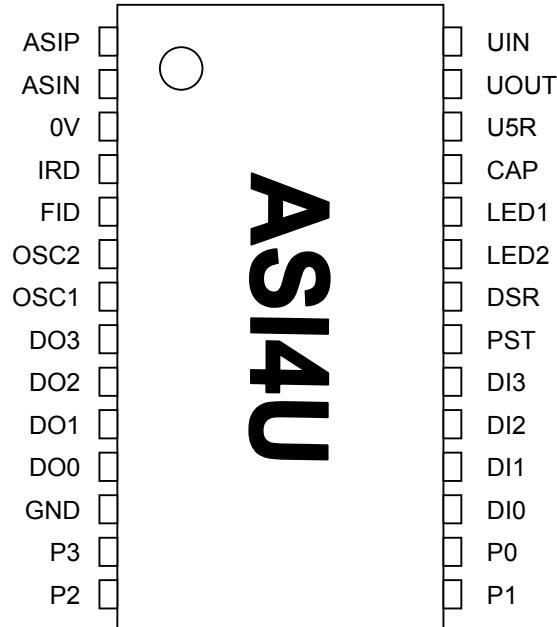 ASIP
ASIN
0V
IRD
FID
OSC2
OSC1
DO3
DO2
DO1
DO0
GND
P3
P2
ASI4U
UIN
UOUT
U5R
CAP
LED1
LED2
DSR
PST
DI3
DI2
DI1
DI0
P0
P1